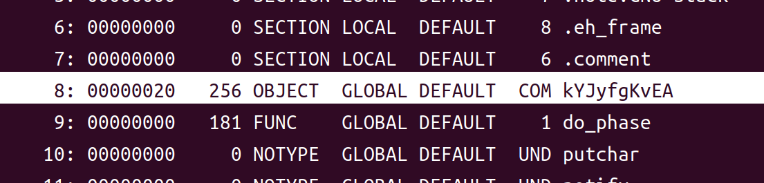 6: 00000000 0 SECTION LOCAL DEFAULT 8 .eh_frame
7: 00000000 0 SECTION LOCAL DEFAULT 6 .comment
8: 00000020 256 OBJECT GLOBAL DEFAULT COM kYJyfgKvEA
9: 00000000 181 FUNC GLOBAL DEFAULT 1 do_phase
10: 00000000 0 NOTYPE GLOBAL DEFAULT UND putchar